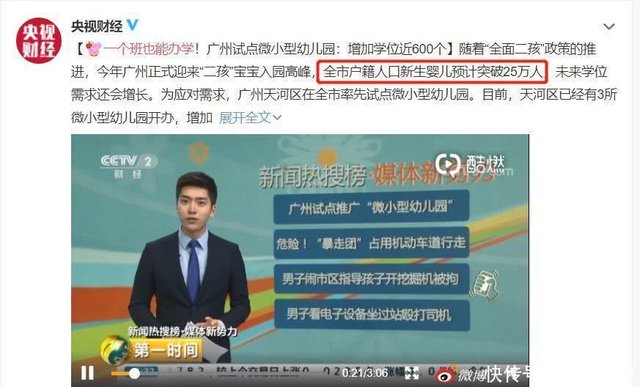 央视财经
央视
财经
【一个班也能办学！广州试点微小型幼儿园：增加学位近600个】随着“全面二孩”政策的推
进，今年广州正式迎来“二孩”宝宝入园高峰，全市户籍人口新生婴儿预计突破25万人，未来学位
需求还会增长。为应对需求，广州天河区在全市率先试点微小型幼儿园。目前，天河区已经有3所
微小型幼儿园开办，增加 展开全文
CCTV 2
财经
酷燃
新闻热搜榜·媒体新势力
广州试点推广“微小型幼儿园”
危险！“暴走团”占用机动车道行走
男子闹市区指导孩子开挖掘机被拘
男子看电子设备坐过站殴打司机
新闻热搜榜·媒体新势力
第一时间
0:21/3:06
微博
快传号